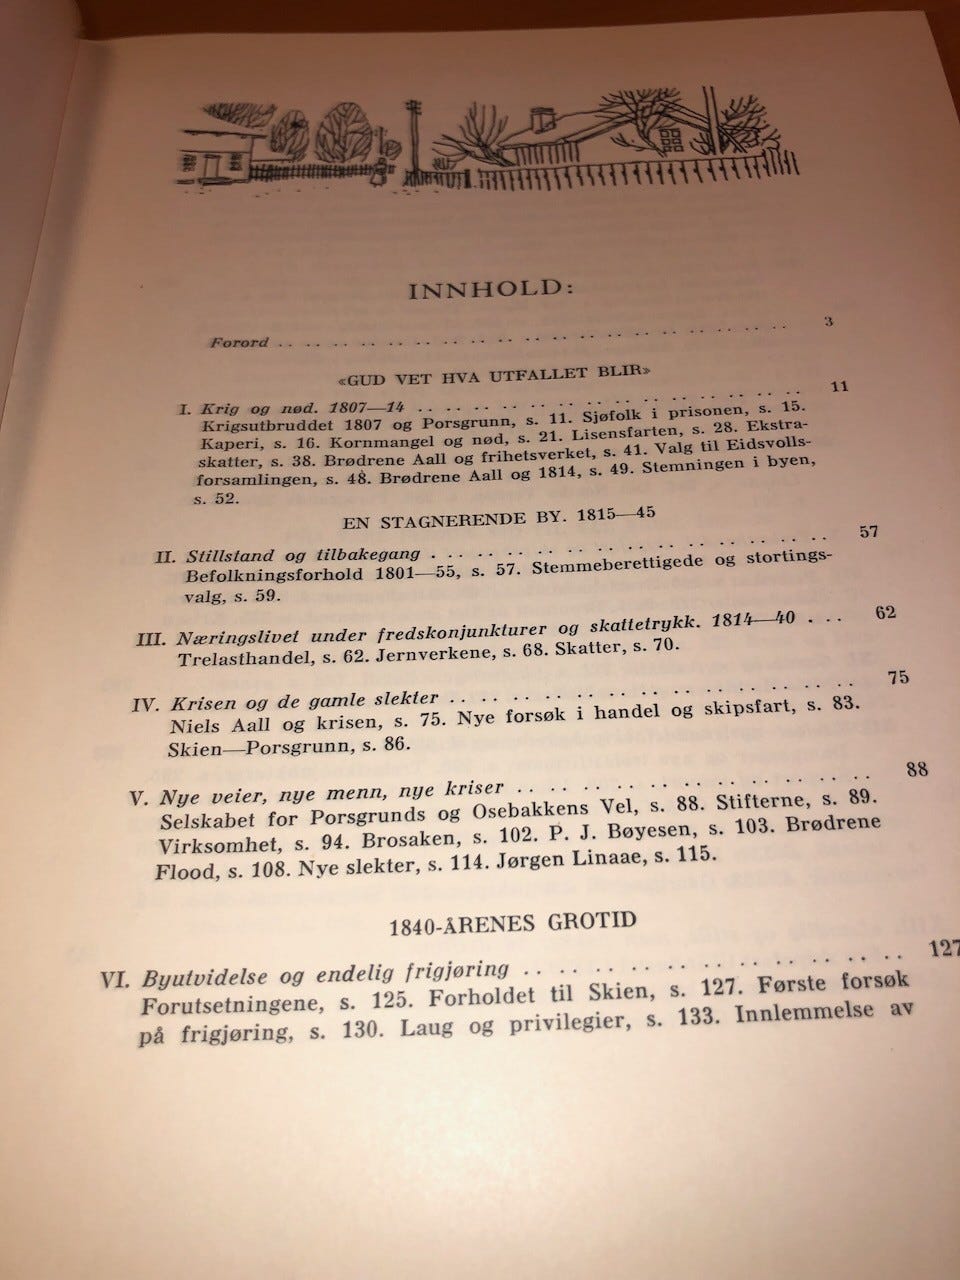 INNHOLD:
Forord . . . . . . . . . . . . . . . . . . . . 3
«GUD VET HVA UTFALLET BLIR»
I. Krig og nød. 1807—14 . . . . . . . . . . . . . . . 11
Krigsutbruddet 1807 og Porsgrunn, s. 11. Sjøfolk i prisonen, s. 15.
Kaperi, s. 16. Kornmangel og nød, s. 21. Lisensfarten, s. 28. Ekstra-
skatter, s. 38. Brødrene Aall og frihetsverket, s. 41. Valg til Eidsvolls-
forsamlingen, s. 48. Brødrene Aall og 1814, s. 49. Stemningen i byen,
s. 52.
EN STAGNERENDE BY. 1815—45
II. Stillstand og tilbakegang . . . . . . . . . . . . . . . 57
Befolkningsforhold 1801—55, s. 57. Stemmeberettigede og stortings-
valg, s. 59.
III. Næringslivet under fredskonjunkturer og skattetrykk. 1814—40 . . . 62
Trelasthandel, s. 62. Jernverkene, s. 68. Skatter, s. 70.
IV. Krisen og de gamle slekter . . . . . . . . . . . . . . . 75
Niels Aall og krisen, s. 75. Nye forsøk i handel og skipsfart, s. 83.
Skien—Porsgrunn, s. 86.
V. Nye veier, nye menn, nye kriser . . . . . . . . . . . . . 88
Selskabet for Porsgrunds og Osebakkens Vel, s. 88. Stifterne, s. 89.
Virksomhet, s. 94. Brosaken, s. 102. P. J. Bøyesen, s. 103. Brødrene
Flood, s. 108. Nye slekter, s. 114. Jørgen Linaae, s. 115.
1840-ÅRENES GROTID
VI. Byutvidelse og endelig frigjøring . . . . . . . . . . . . . 127
Forutsetningene, s. 125. Forholdet til Skien, s. 127. Første forsøk
på frigjøring, s. 130. Laug og privilegier, s. 133. Innlemmelse av